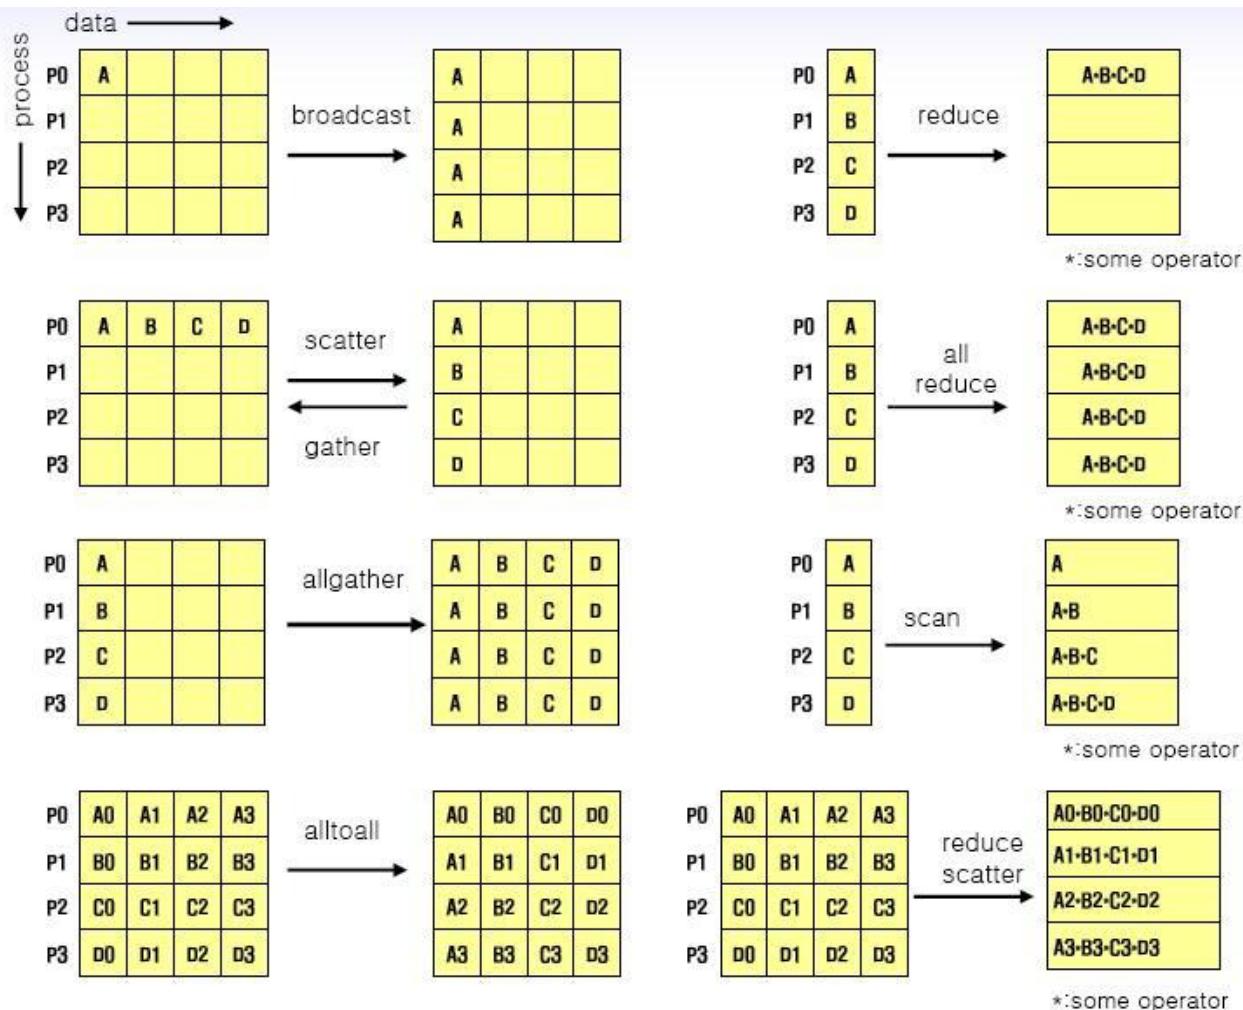 data
process
P0 A
P1
P2
P3
broadcast
A
A
A
A
P0 A
P1 B
P2 C
P3 D
reduce
A*B*C*D
*:some operator
P0 A B C D
P1
P2
P3
scatter
gather
A
B
C
D
P0 A
P1 B
P2 C
P3 D
all
reduce
A*B*C*D
A*B*C*D
A*B*C*D
A*B*C*D
*:some operator
P0 A
P1 B
P2 C
P3 D
allgather
A B C D
A B C D
A B C D
A B C D
P0 A
P1 B
P2 C
P3 D
scan
A
A*B
A*B*C
A*B*C*D
*:some operator
P0 A0 A1 A2 A3
P1 B0 B1 B2 B3
P2 C0 C1 C2 C3
P3 D0 D1 D2 D3
alltoall
A0 B0 C0 D0
A1 B1 C1 D1
A2 B2 C2 D2
A3 B3 C3 D3
P0 A0 A1 A2 A3
P1 B0 B1 B2 B3
P2 C0 C1 C2 C3
P3 D0 D1 D2 D3
reduce
scatter
A0*B0*C0*D0
A1*B1*C1*D1
A2*B2*C2*D2
A3*B3*C3*D3
*:some operator